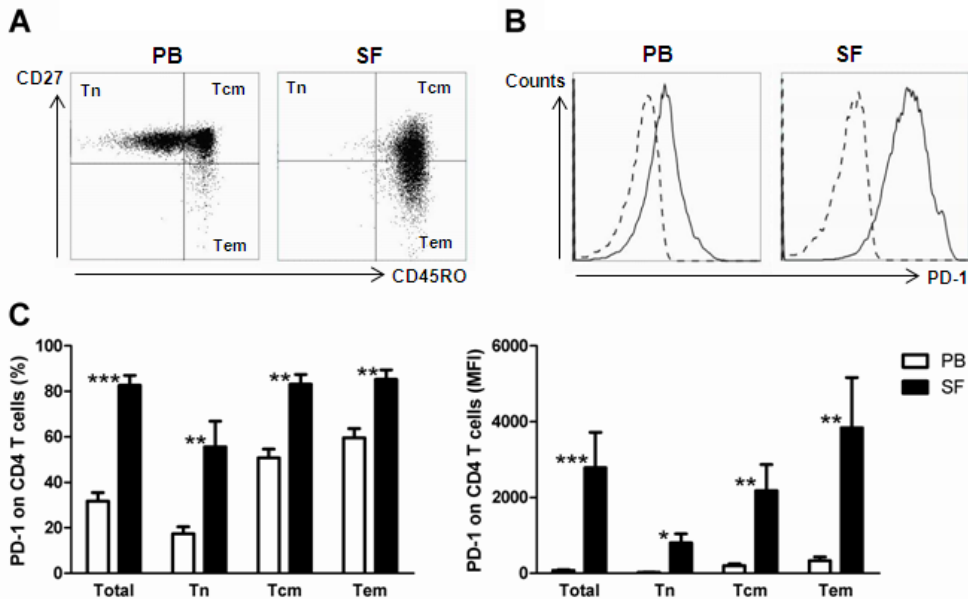 A
B
PB
SF
PB
SF
CD27
Tn
Tcm
Tem
Tn
Tcm
Tem
CD45RO
Counts
PD-1
C
PD-1 on CD4 T cells (%)
100
80
60
40
20
0
***
**
**
**
Total
Tn
Tcm
Tem
PD-1 on CD4 T cells (MFI)
6000
4000
2000
0
***
*
**
**
Total
Tn
Tcm
Tem
PB
SF